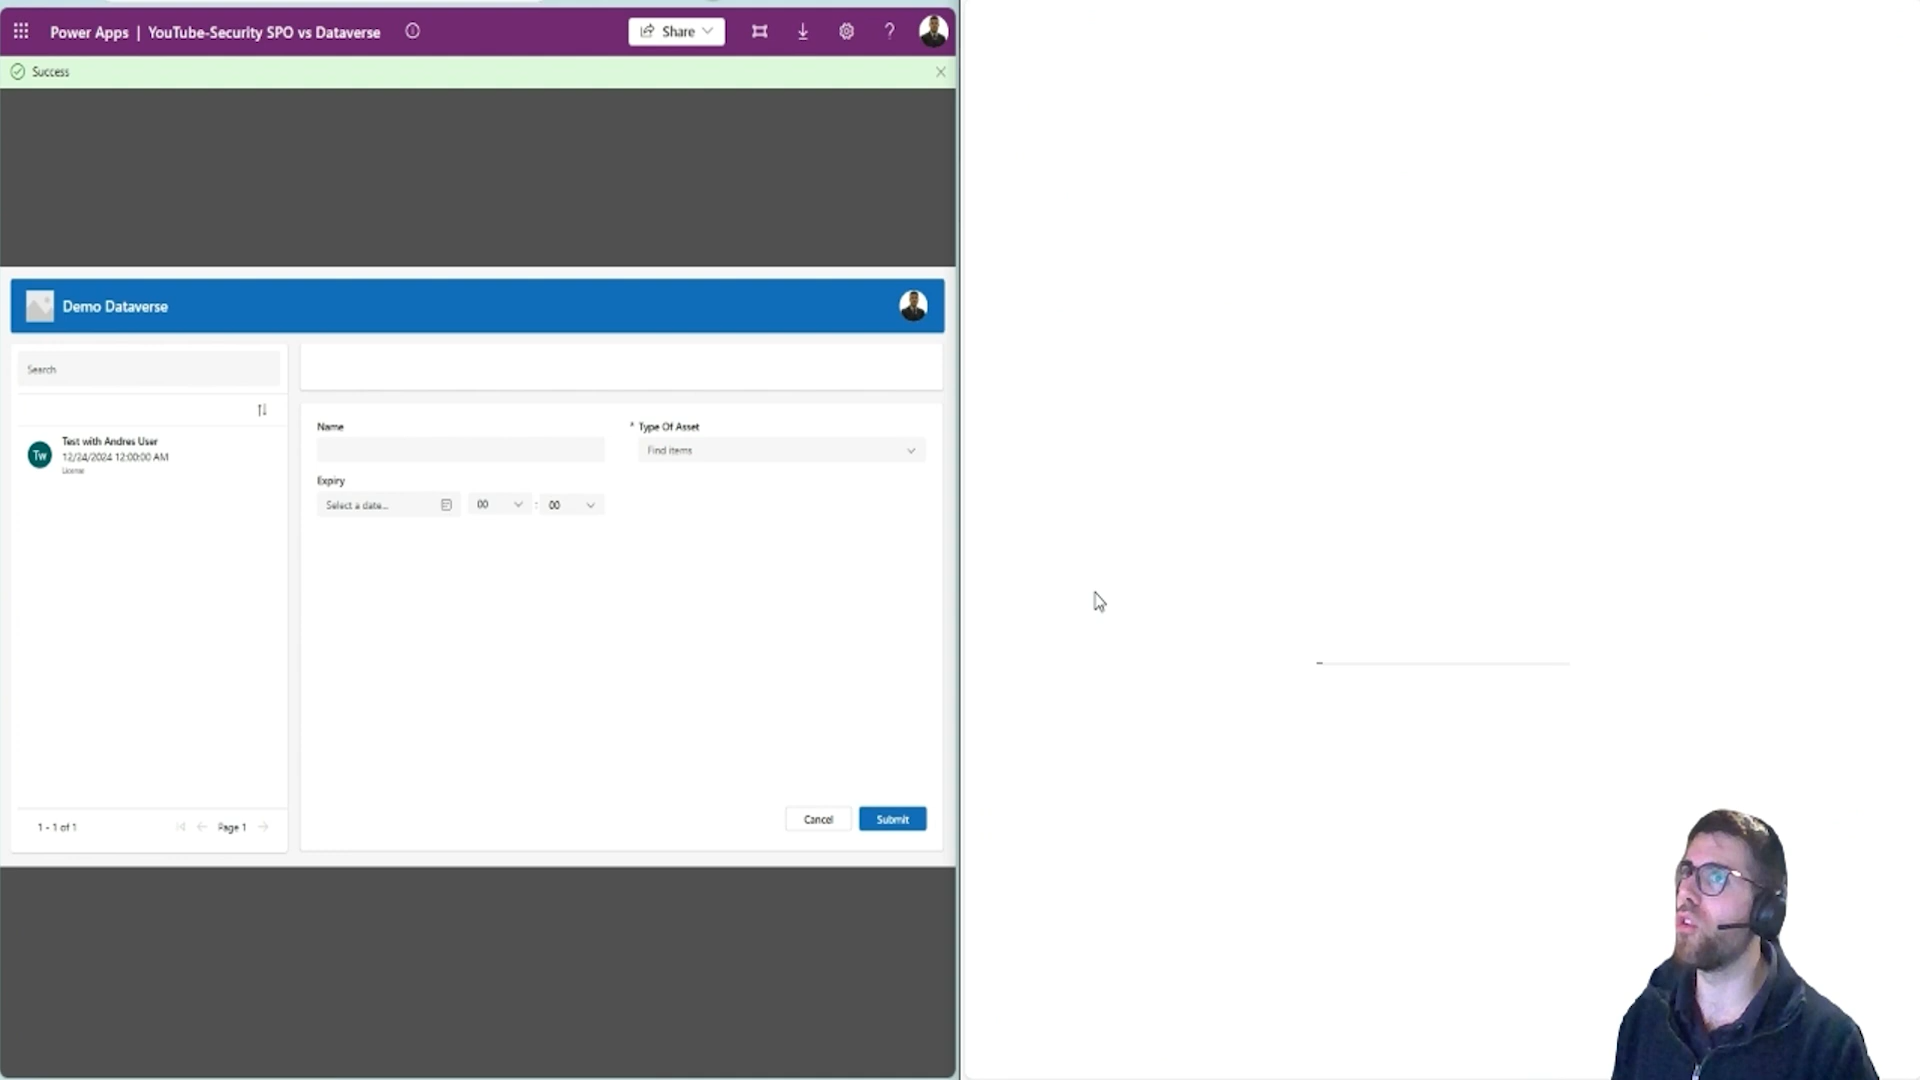 Power Apps | YouTube-Security SPO vs Dataverse
Share
?
Success
Demo Dataverse
Search
Tw
Test with Andres User
12/24/2024 12:00:00 AM
License
1 - 1 of 1
Page 1
Name
* Type Of Asset
Find items
Expiry
Select a date...
00 : 00
Cancel
Submit